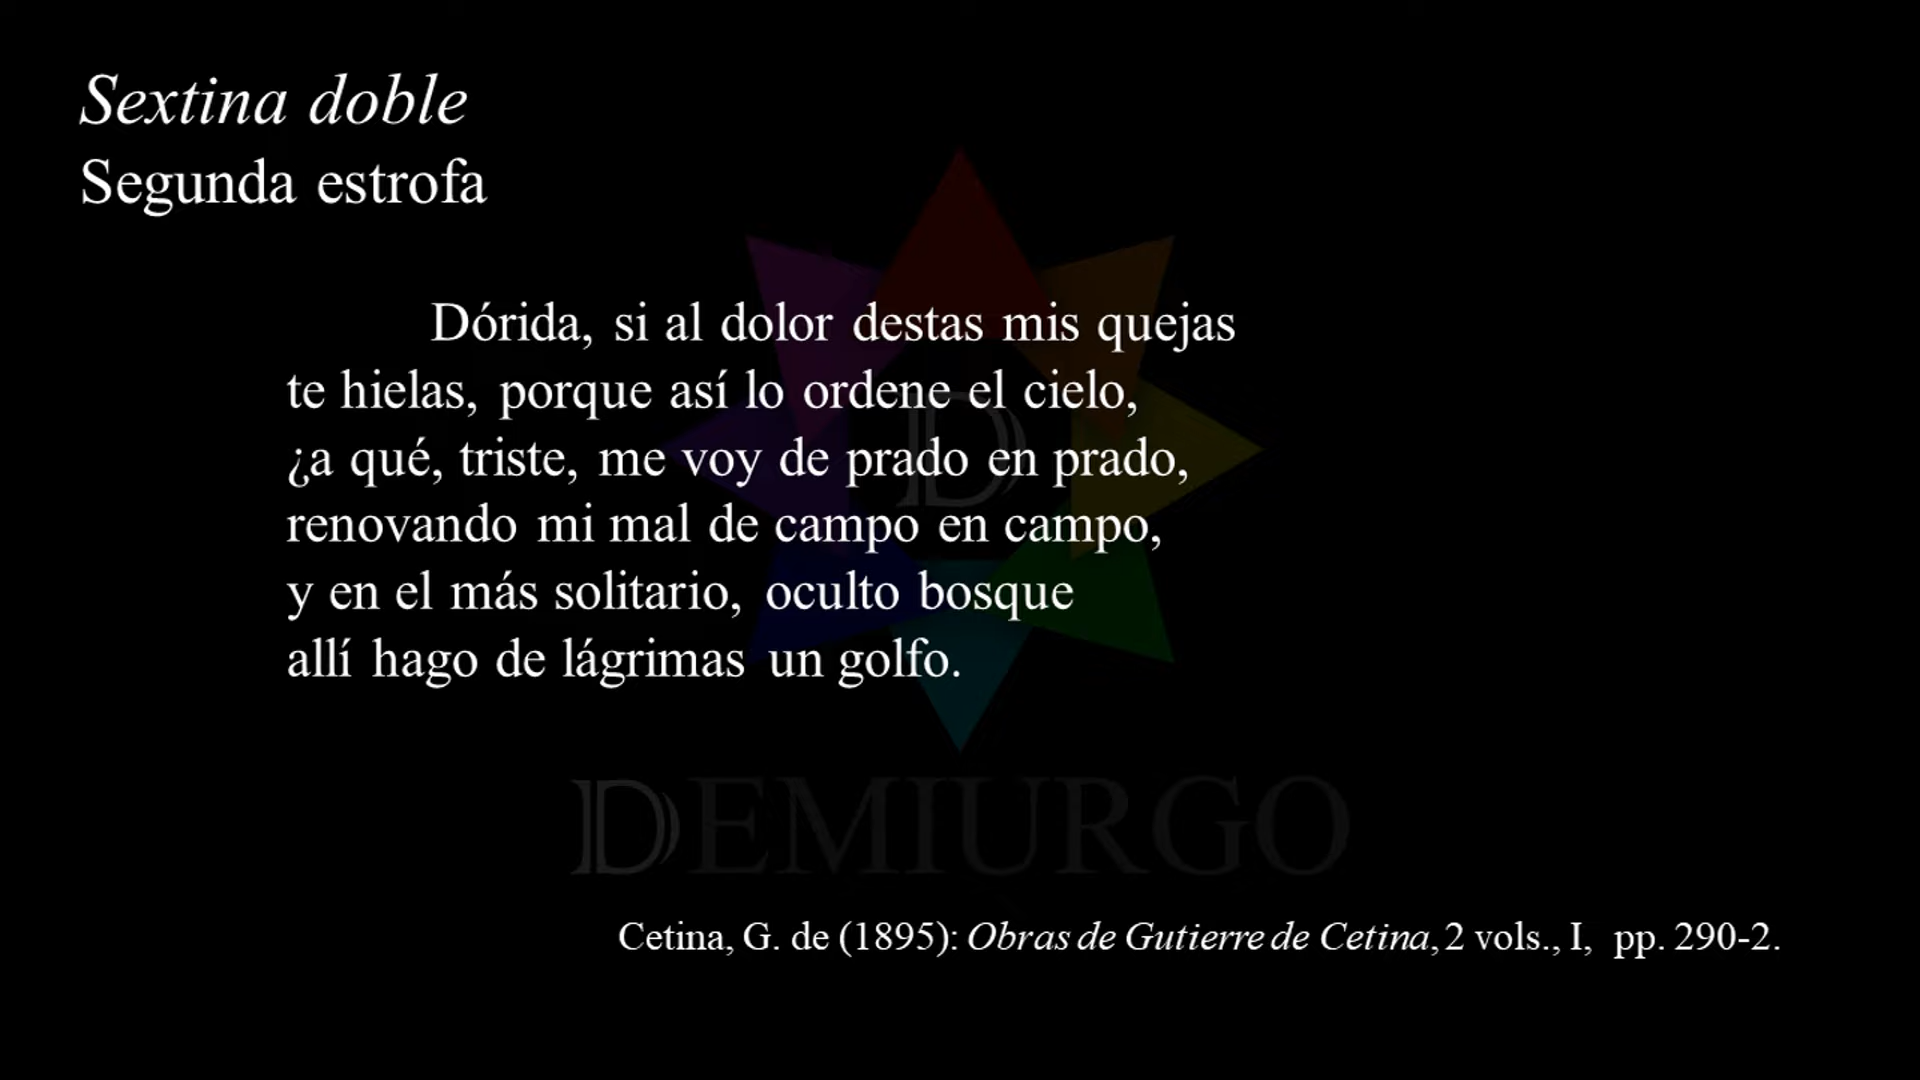 Sextina doble
Segunda estrofa
Dórida, si al dolor destas mis quejas
te hielas, porque así lo ordene el cielo,
¿a qué, triste, me voy de prado en prado,
renovando mi mal de campo en campo,
y en el más solitario, oculto bosque
allí hago de lágrimas un golfo.
D
DEMIURGO
Cetina, G. de (1895): Obras de Gutierre de Cetina, 2 vols., I, pp. 290-2.